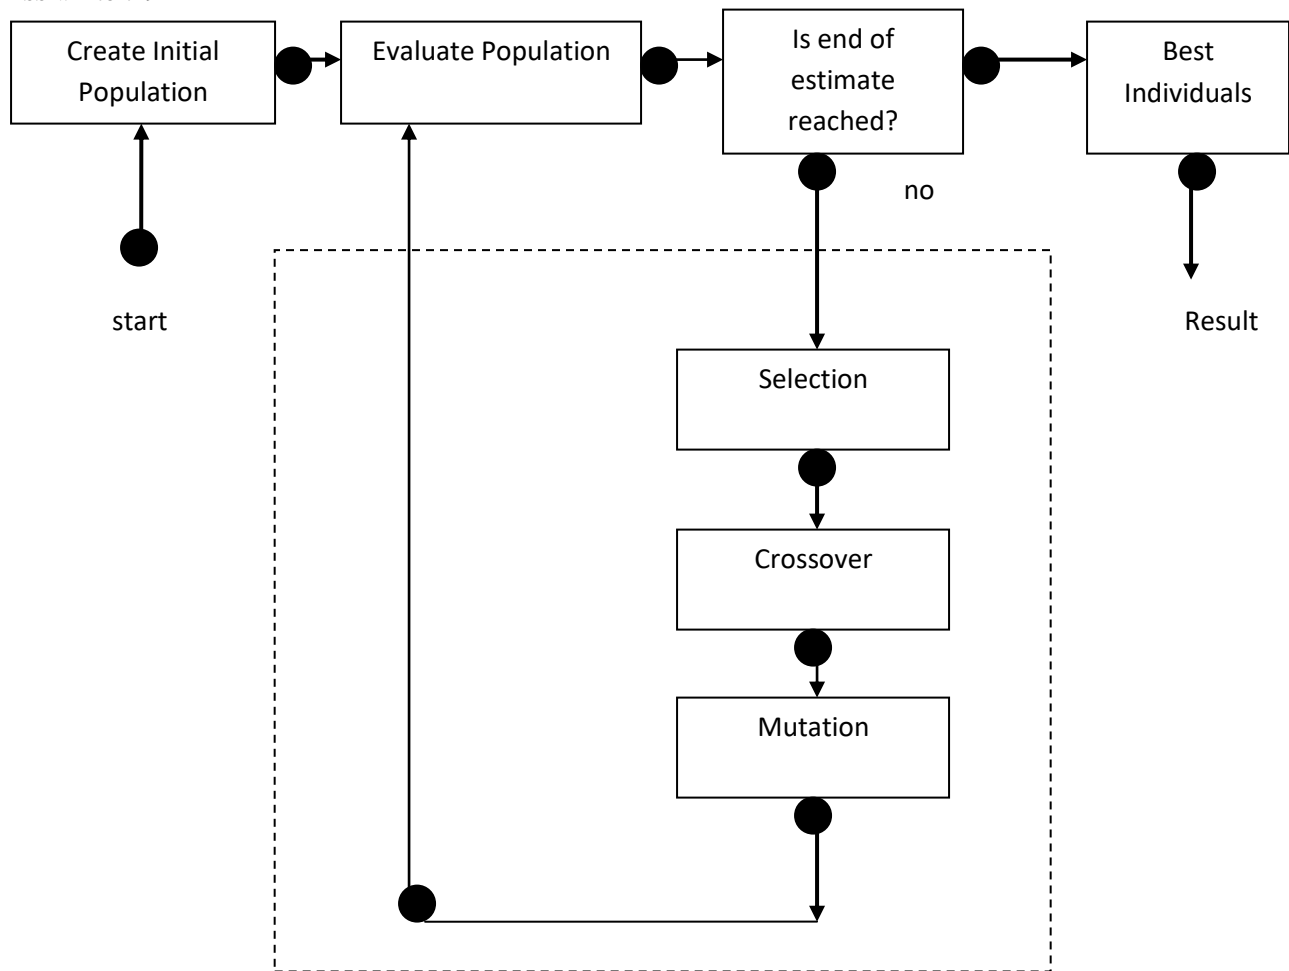 Create Initial
Population
Evaluate Population
Is end of
estimate
reached?
Best
Individuals
no
start
Result
Selection
Crossover
Mutation